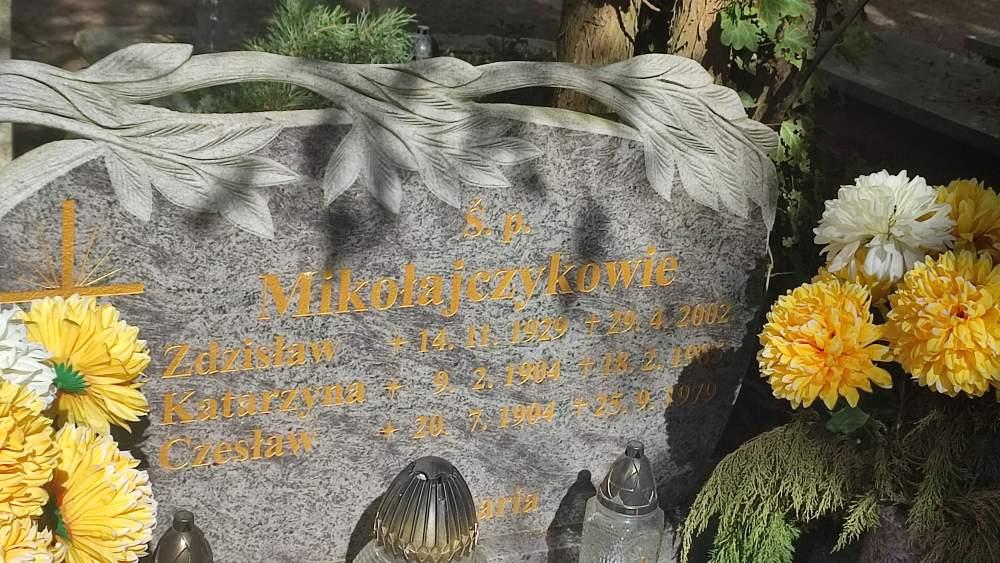 Ś. p.
Mikołajczykowie
Zdzisław + 14. 11. 1929 + 29. 4. 2002
Katarzyna + 9. 2. 1904 + 18. 2.
Czesław + 20. 7. 1904 + 25. 9. 1979